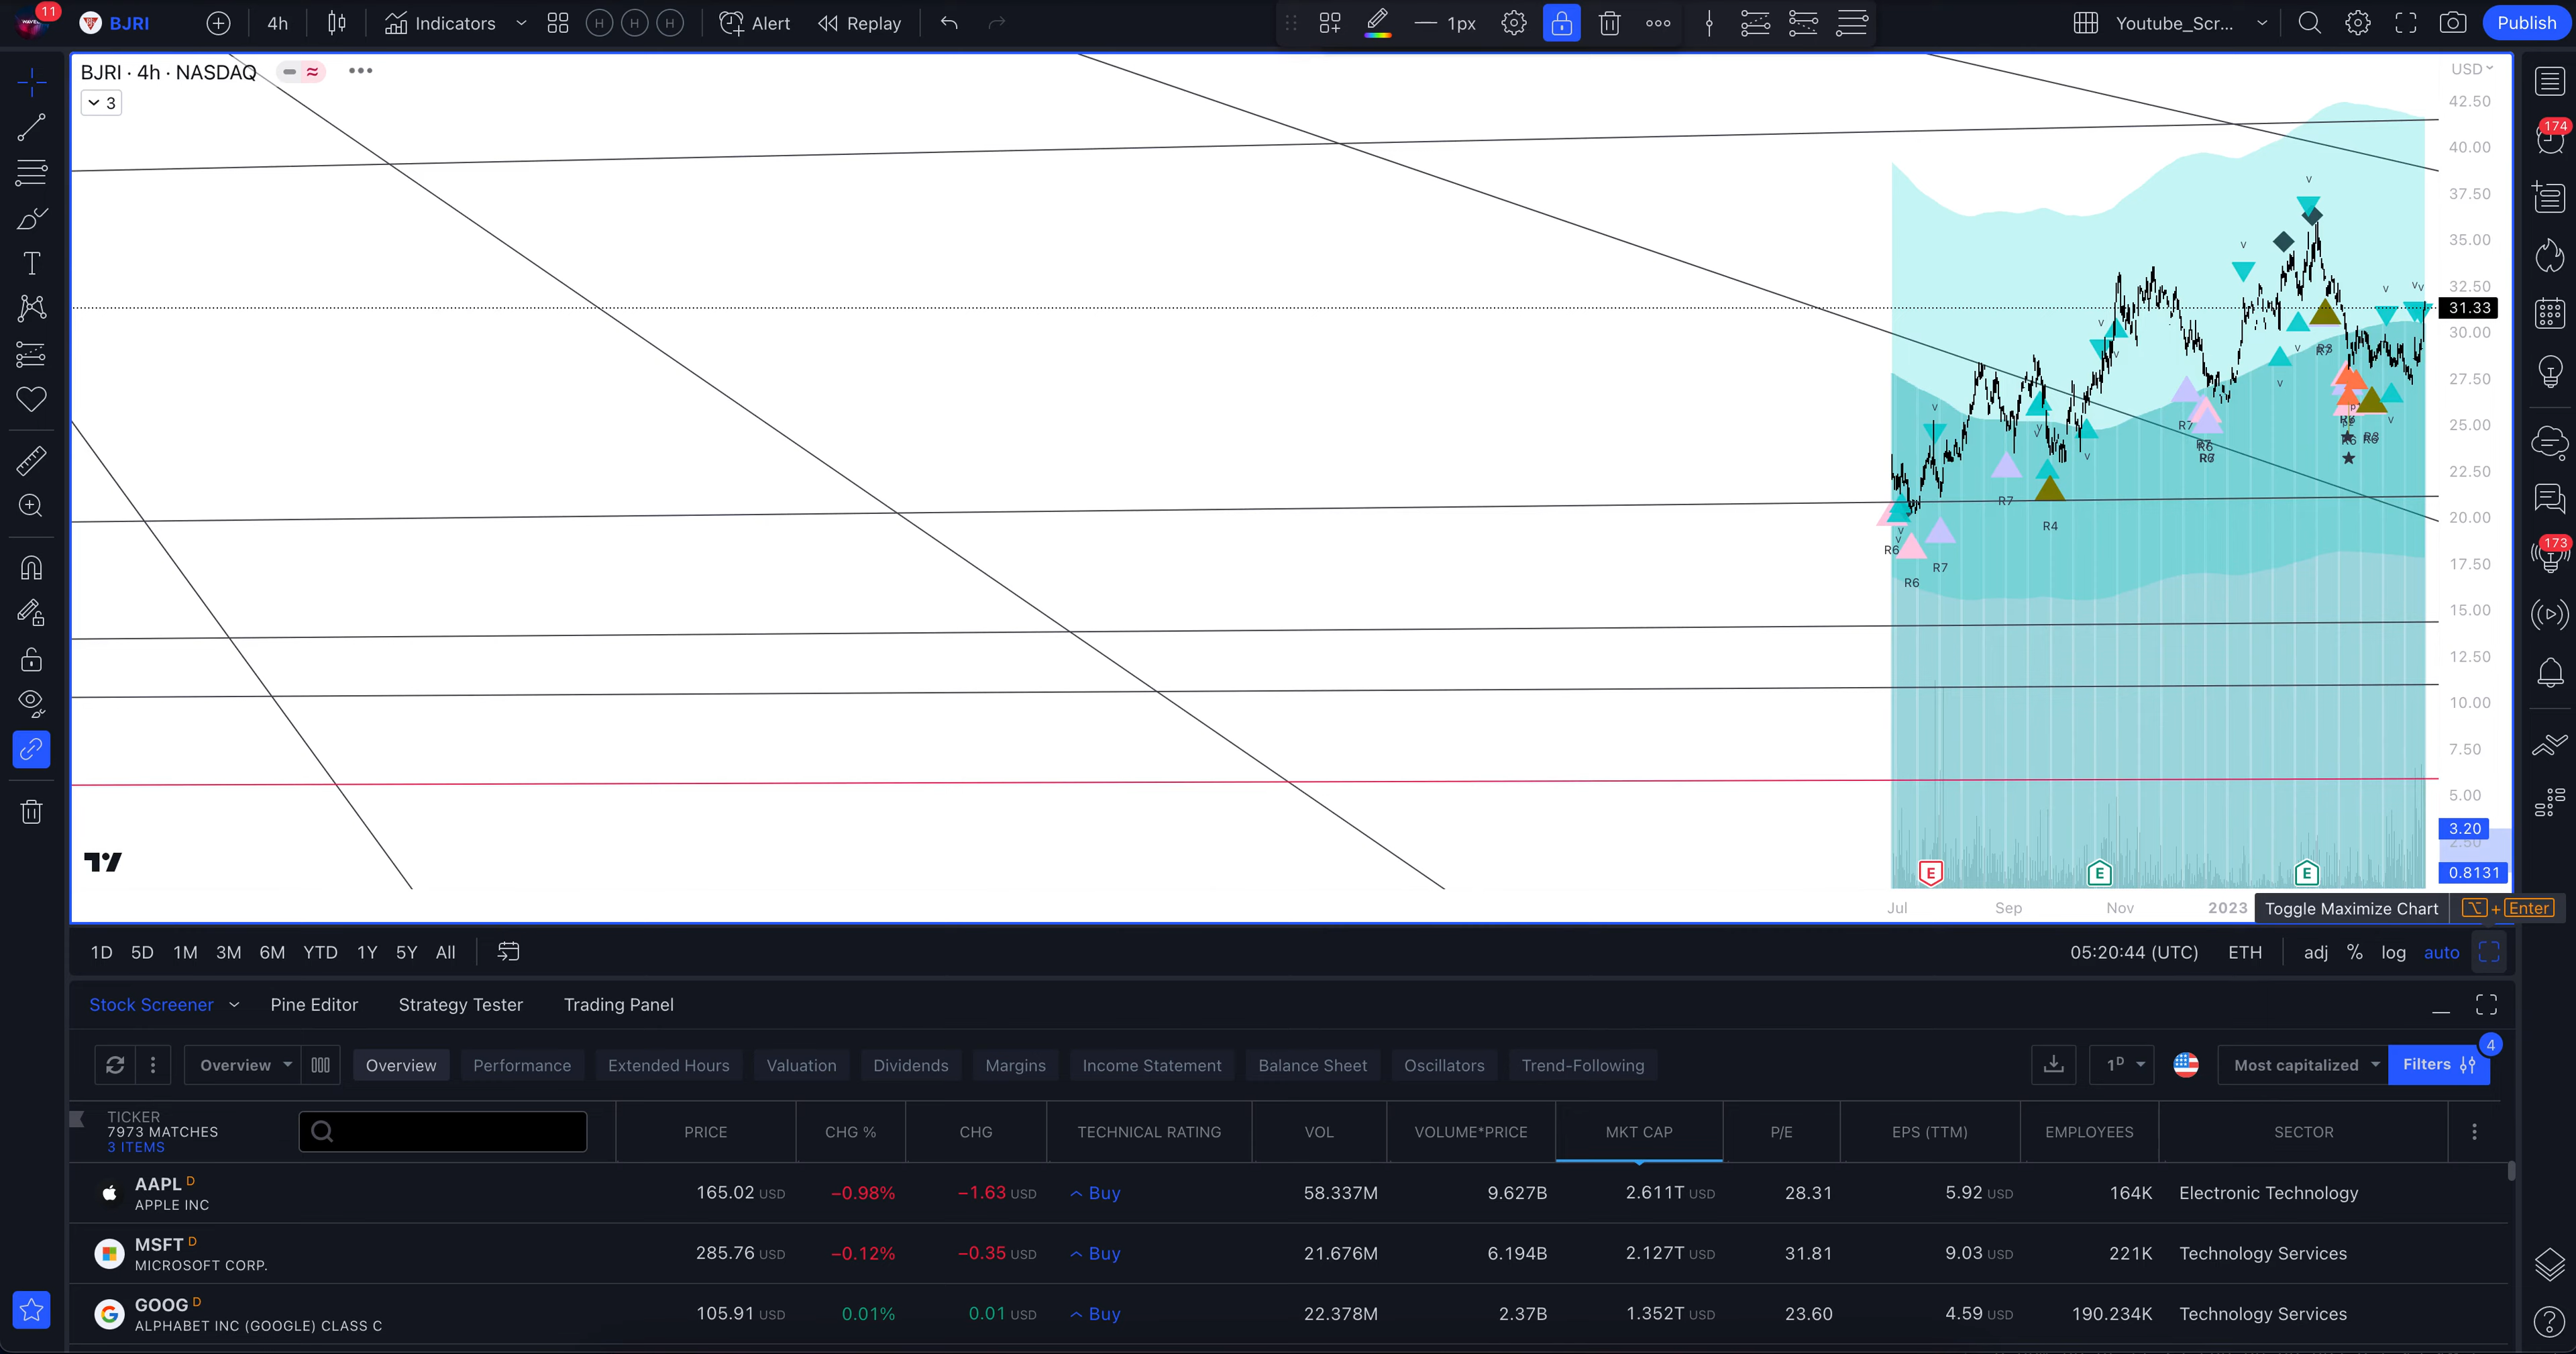 11 BJRI 4h Indicators H H H Alert Replay 1px Youtube_Scr... Publish
BJRI · 4h · NASDAQ
3
USD
42.50
40.00
37.50
35.00
32.50
31.33
30.00
27.50
25.00
22.50
20.00
17.50
15.00
12.50
10.00
7.50
5.00
3.20
2.50
0.8131
174
173
R6
R6
R7
R7
R4
R7
R6
R7
E E E
Jul Sep Nov 2023 Toggle Maximize Chart ⌥ + Enter
1D 5D 1M 3M 6M YTD 1Y 5Y All 05:20:44 (UTC) ETH adj % log auto
Stock Screener Pine Editor Strategy Tester Trading Panel
Overview Overview Performance Extended Hours Valuation Dividends Margins Income Statement Balance Sheet Oscillators Trend-Following 1D Most capitalized Filters 4
TICKER
7973 MATCHES
3 ITEMS
PRICE CHG % CHG TECHNICAL RATING VOL VOLUME*PRICE MKT CAP P/E EPS (TTM) EMPLOYEES SECTOR
AAPL D 165.02 USD −0.98% −1.63 USD Buy 58.337M 9.627B 2.611T USD 28.31 5.92 USD 164K Electronic Technology
APPLE INC
MSFT D 285.76 USD −0.12% −0.35 USD Buy 21.676M 6.194B 2.127T USD 31.81 9.03 USD 221K Technology Services
MICROSOFT CORP.
GOOG D 105.91 USD 0.01% 0.01 USD Buy 22.378M 2.37B 1.352T USD 23.60 4.59 USD 190.234K Technology Services
ALPHABET INC (GOOGLE) CLASS C